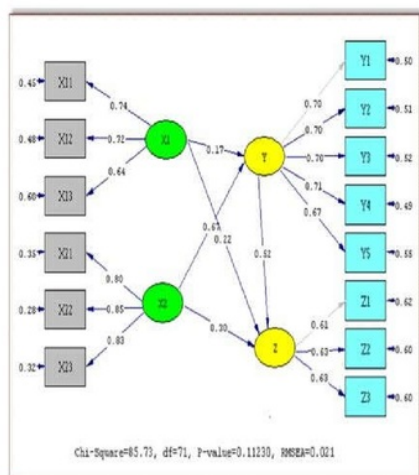 0.45 X11 0.74
0.48 X12 0.72
0.60 X13 0.64
X1 0.17 Y
0.35 X21 0.80
0.28 X22 0.85
0.32 X23 0.83
X2 0.67 0.22 0.52
0.30 Z
0.70 Y1 0.50
0.70 Y2 0.51
0.70 Y3 0.52
0.71 Y4 0.49
0.67 Y5 0.55
0.61 Z1 0.62
0.63 Z2 0.60
0.63 Z3 0.60
Chi-Square=85.73, df=71, P-value=0.11230, RMSEA=0.021